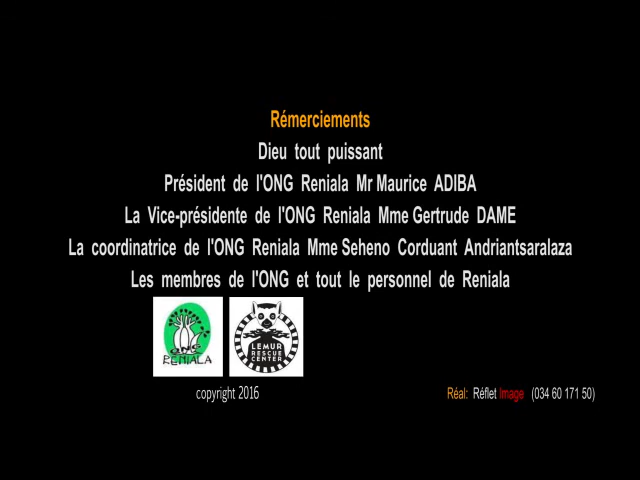 Rémerciements
Dieu tout puissant
Président de l'ONG Reniala Mr Maurice ADIBA
La Vice-présidente de l'ONG Reniala Mme Gertrude DAME
La coordinatrice de l'ONG Reniala Mme Seheno Corduant Andriantsaralaza
Les membres de l'ONG et tout le personnel de Reniala
ONG
RENIALA
LEMUR
RESCUE
CENTER
copyright 2016
Réal: Réflet Image (034 60 171 50)